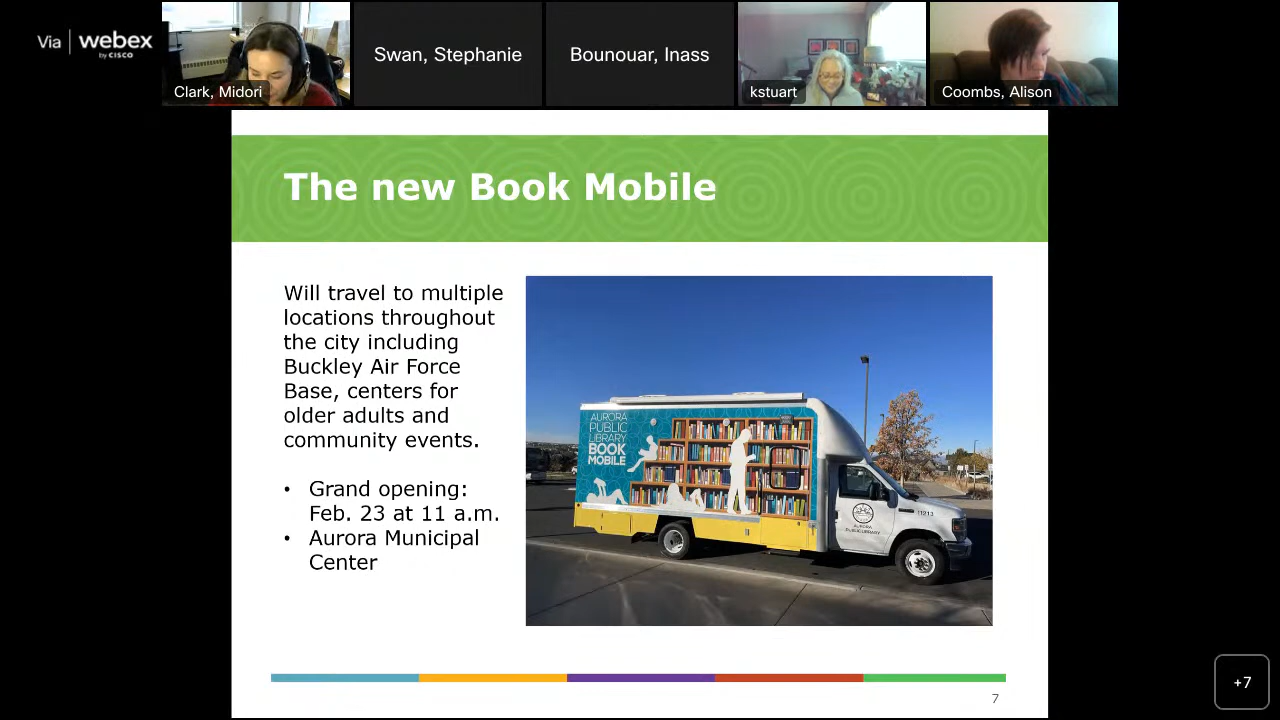 Via webex
by CISCO
Clark, Midori
Swan, Stephanie
Bounouar, Inass
kstuart
Coombs, Alison
The new Book Mobile
Will travel to multiple
locations throughout
the city including
Buckley Air Force
Base, centers for
older adults and
community events.
• Grand opening:
Feb. 23 at 11 a.m.
• Aurora Municipal
Center
AURORA
PUBLIC
LIBRARY
BOOK
MOBILE
11213
AURORA
PUBLIC LIBRARY
7
+7